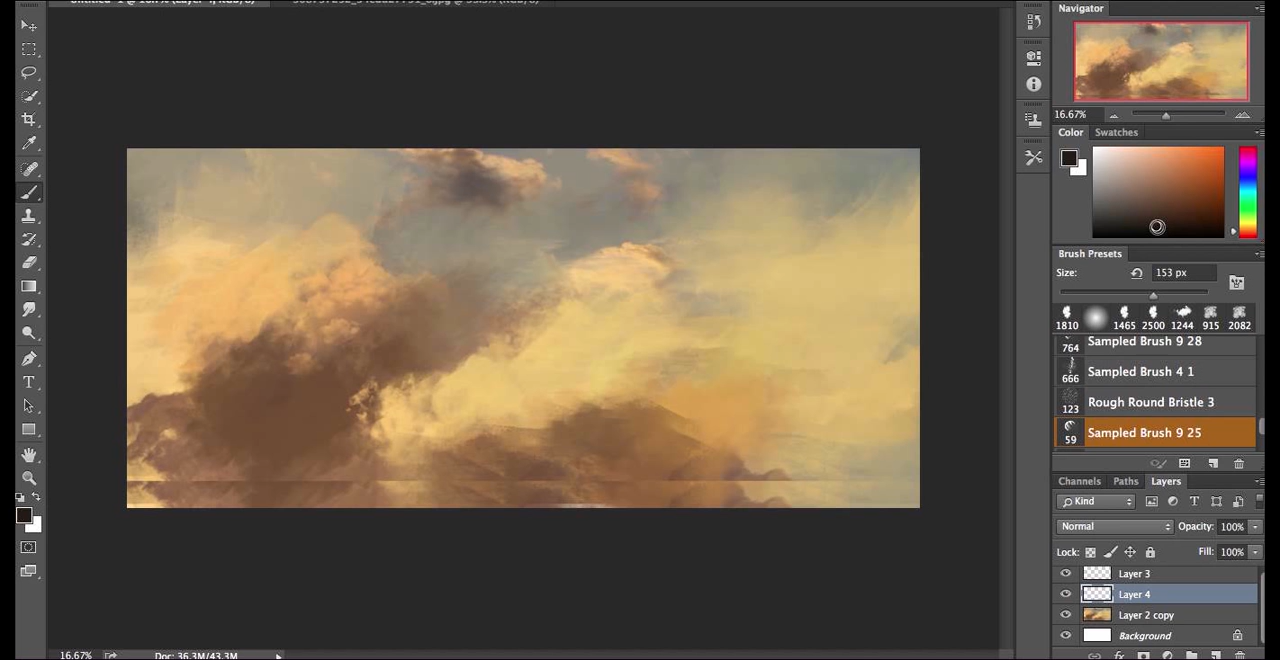 Navigator
16.67%
Color
Swatches
Brush Presets
Size:
153 px
1810
1465
2500
1244
915
2082
764
Sampled Brush 9 28
666
Sampled Brush 4 1
123
Rough Round Bristle 3
59
Sampled Brush 9 25
Channels
Paths
Layers
Kind
Normal
Opacity: 100%
Lock:
Fill: 100%
Layer 3
Layer 4
Layer 2 copy
Background
16.67%
Doc: 36.3M/43.3M